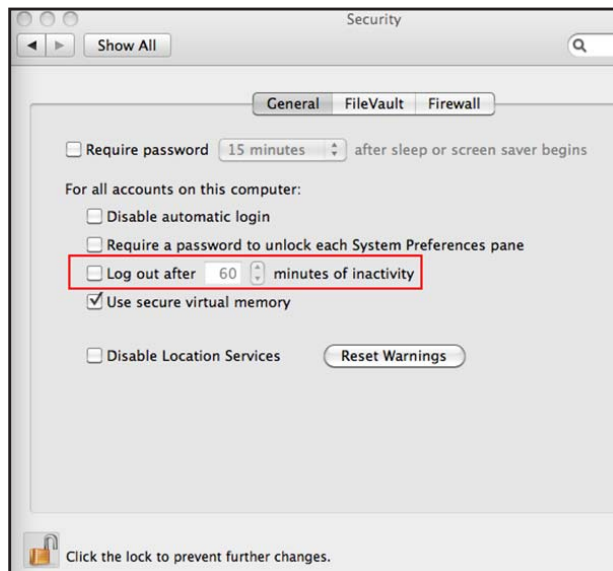 Security
Show All
General FileVault Firewall
Require password 15 minutes after sleep or screen saver begins
For all accounts on this computer:
Disable automatic login
Require a password to unlock each System Preferences pane
Log out after 60 minutes of inactivity
Use secure virtual memory
Disable Location Services Reset Warnings
Click the lock to prevent further changes.